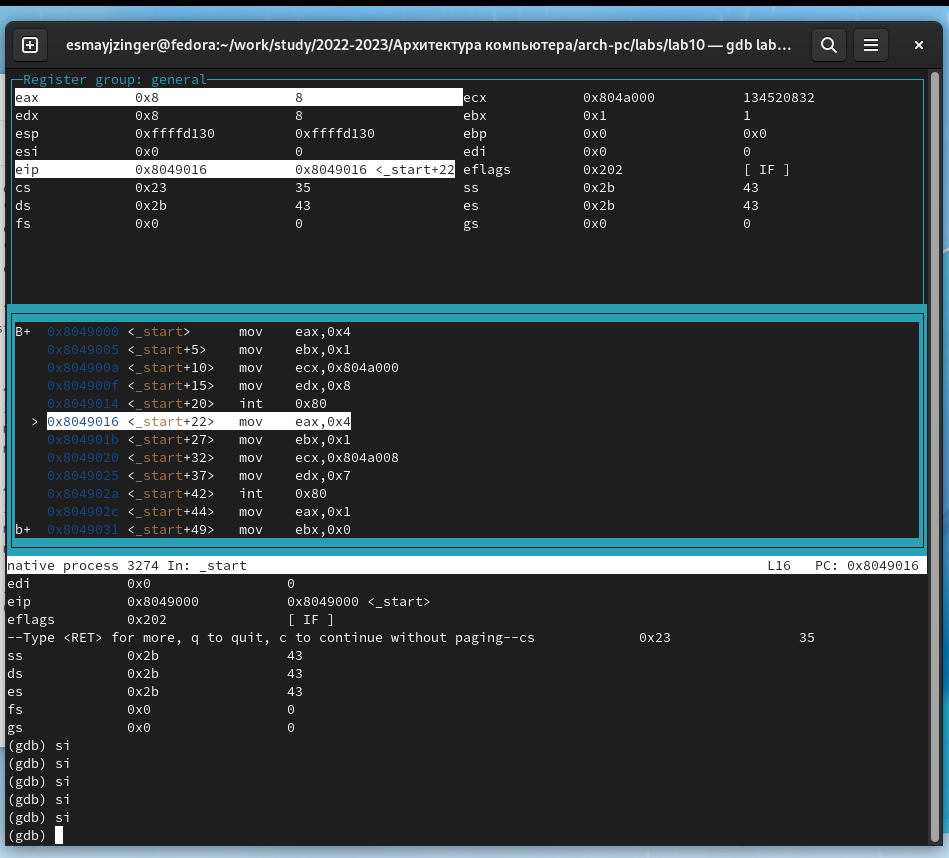 esmayjzinger@fedora:~/work/study/2022-2023/Архитектура компьютера/arch-pc/labs/lab10 — gdb lab...
Register group: general
eax 0x8 8 ecx 0x804a000 134520832
edx 0x8 8 ebx 0x1 1
esp 0xffffd130 0xffffd130 ebp 0x0 0x0
esi 0x0 0 edi 0x0 0
eip 0x8049016 0x8049016 <_start+22 eflags 0x202 [ IF ]
cs 0x23 35 ss 0x2b 43
ds 0x2b 43 es 0x2b 43
fs 0x0 0 gs 0x0 0
B+ 0x8049000 <_start> mov eax,0x4
0x8049005 <_start+5> mov ebx,0x1
0x804900a <_start+10> mov ecx,0x804a000
0x804900f <_start+15> mov edx,0x8
0x8049014 <_start+20> int 0x80
> 0x8049016 <_start+22> mov eax,0x4
0x804901b <_start+27> mov ebx,0x1
0x8049020 <_start+32> mov ecx,0x804a008
0x8049025 <_start+37> mov edx,0x7
0x804902a <_start+42> int 0x80
0x804902c <_start+44> mov eax,0x1
b+ 0x8049031 <_start+49> mov ebx,0x0
native process 3274 In: _start L16 PC: 0x8049016
edi 0x0 0
eip 0x8049000 0x8049000 <_start>
eflags 0x202 [ IF ]
--Type <RET> for more, q to quit, c to continue without paging--cs 0x23 35
ss 0x2b 43
ds 0x2b 43
es 0x2b 43
fs 0x0 0
gs 0x0 0
(gdb) si
(gdb) si
(gdb) si
(gdb) si
(gdb) si
(gdb)